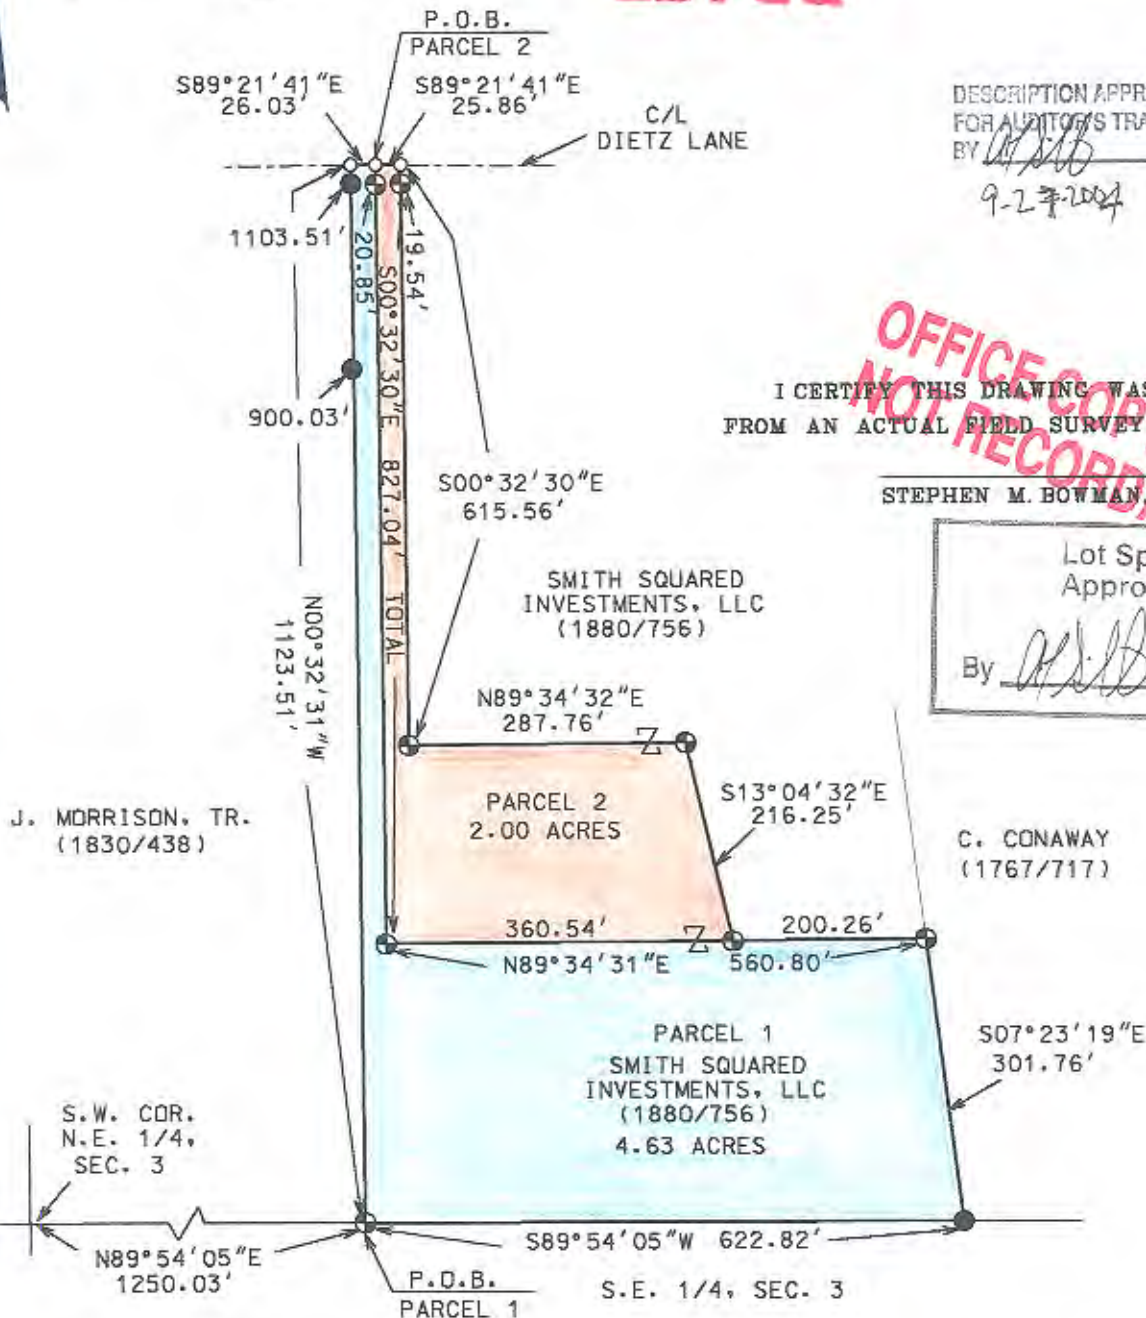 P.O.B.
PARCEL 2
S89°21'41"E
26.03'
S89°21'41"E
25.86'
C/L
DIETZ LANE
DESCRIPTION APPR
FOR AUDITOR'S TRA
BY
9-27-2004
1103.51'
20.85'
19.54'
S00°32'30"E 827.04' TOTAL
900.03'
OFFICE COP
NOT RECORD
I CERTIFY THIS DRAWING WAS
FROM AN ACTUAL FIELD SURVEY
STEPHEN M. BOWMAN,
S00°32'30"E
615.56'
Lot Sp
Appro
By
SMITH SQUARED
INVESTMENTS, LLC
(1880/756)
N00°32'31"W
1123.51'
N89°34'32"E
287.76'
Z
J. MORRISON, TR.
(1830/438)
PARCEL 2
2.00 ACRES
S13°04'32"E
216.25'
C. CONAWAY
(1767/717)
360.54'
Z
200.26'
N89°34'31"E
560.80'
PARCEL 1
SMITH SQUARED
INVESTMENTS, LLC
(1880/756)
4.63 ACRES
S07°23'19"E
301.76'
S.W. COR.
N.E. 1/4,
SEC. 3
N89°54'05"E
1250.03'
S89°54'05"W 622.82'
P.O.B.
PARCEL 1
S.E. 1/4, SEC. 3